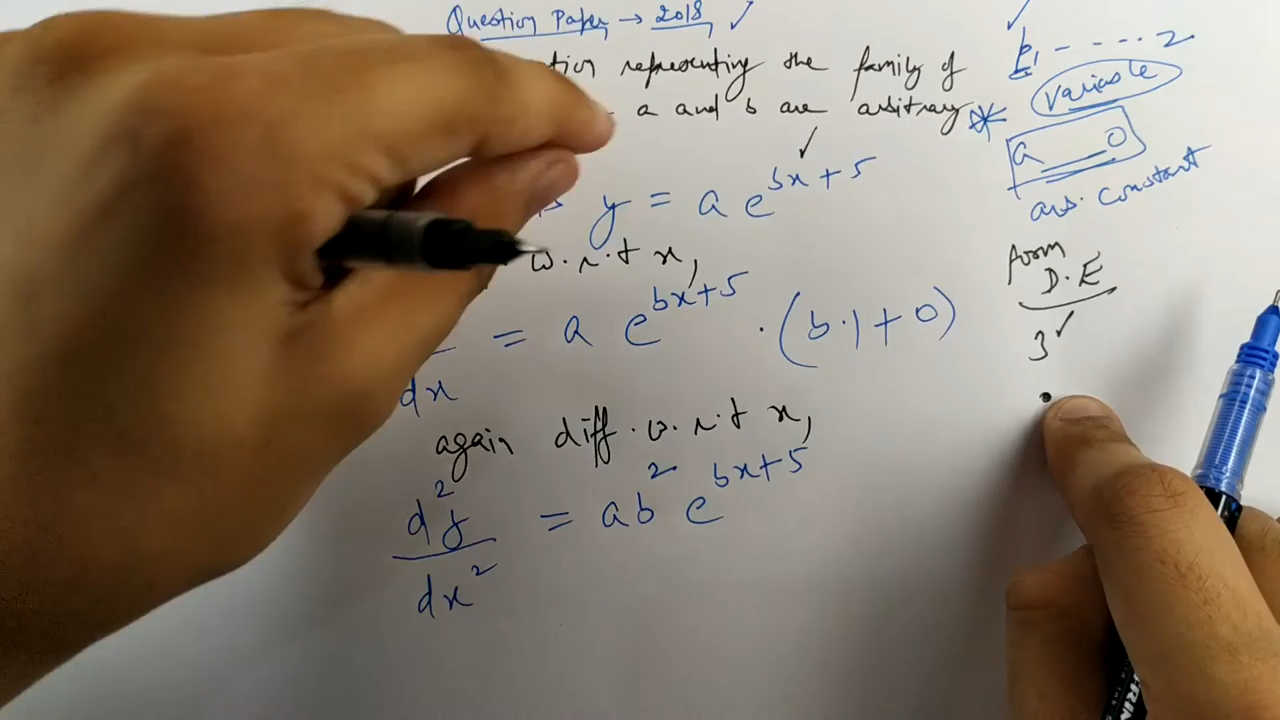 Question Paper → 2018 ✓
representing the family of
a and b are arbitrary
y = a e^{bx+5}
w.r.t x,
= a e^{bx+5} . (b.1 + 0)
dx
again diff. w.r.t x,
d²y = ab² e^{bx+5}
dx²
variable
a = 0
arb. constant
Form
D.E
3 ✓